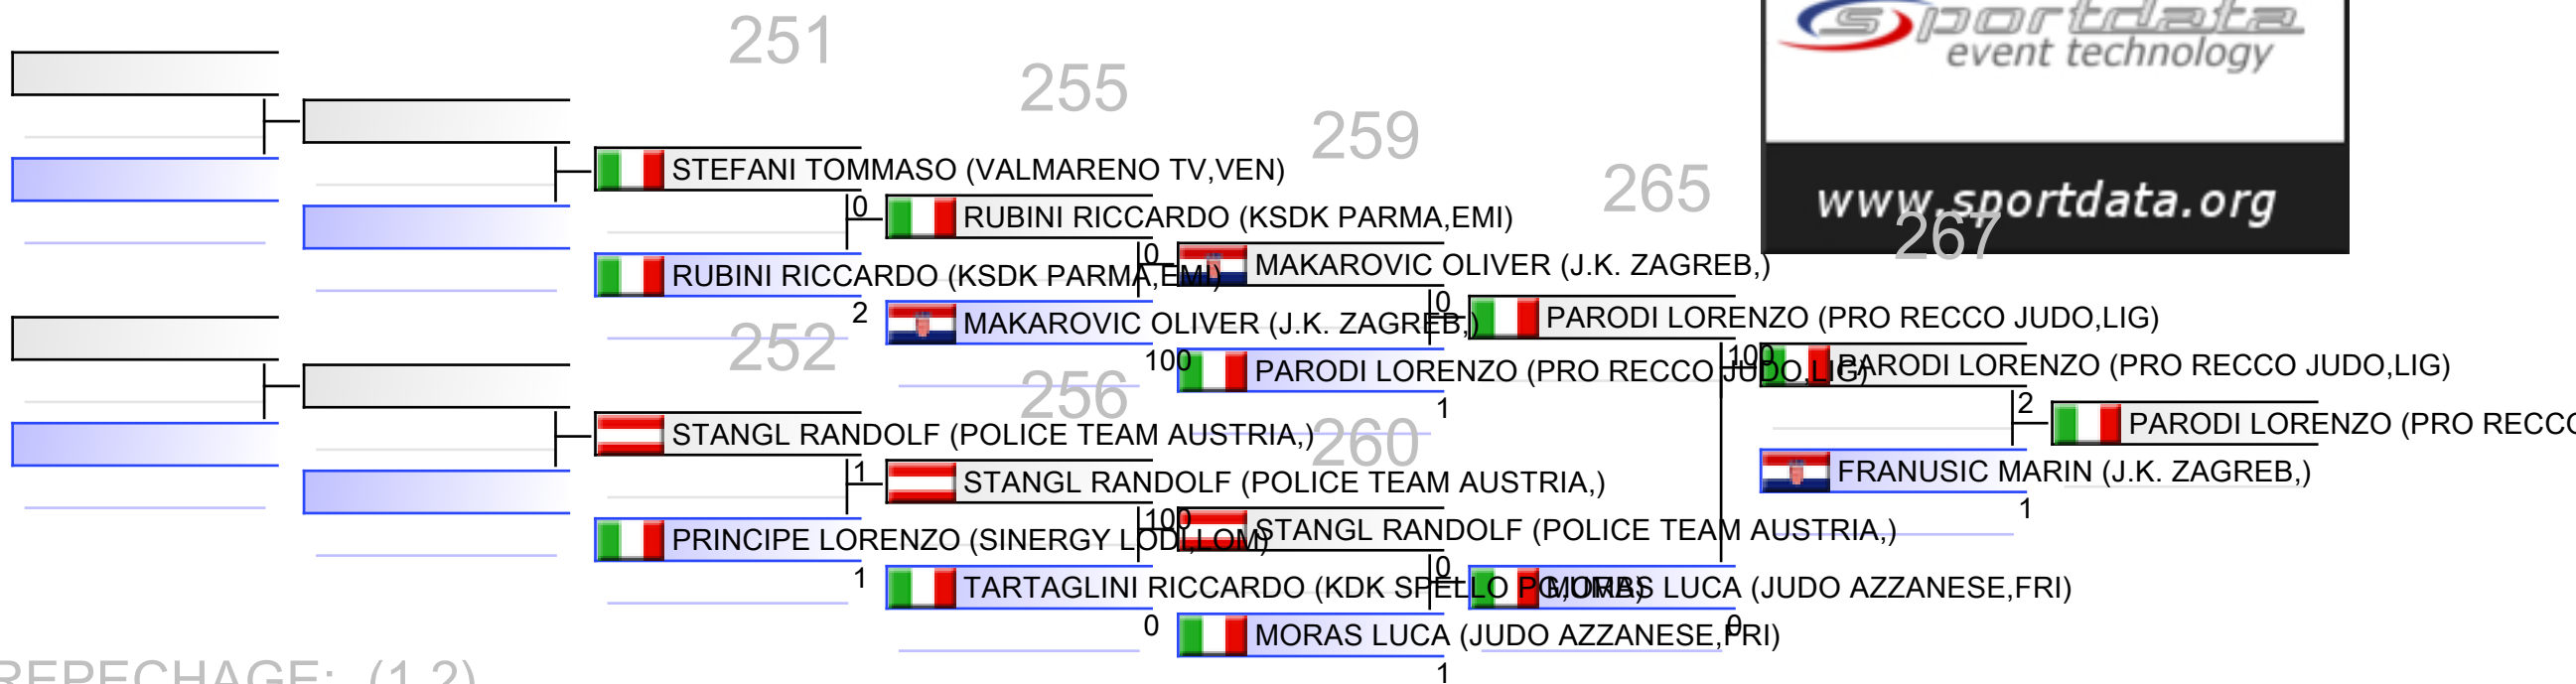 sportdata
event technology
www.sportdata.org
251
255
259
265
267
STEFANI TOMMASO (VALMARENO TV,VEN)
0
RUBINI RICCARDO (KSDK PARMA,EMI)
RUBINI RICCARDO (KSDK PARMA,EMI)
2
0
MAKAROVIC OLIVER (J.K. ZAGREB,)
MAKAROVIC OLIVER (J.K. ZAGREB,)
100
0
PARODI LORENZO (PRO RECCO JUDO,LIG)
PARODI LORENZO (PRO RECCO JUDO,LIG)
1
100
PARODI LORENZO (PRO RECCO JUDO,LIG)
2
PARODI LORENZO (PRO RECCO
FRANUSIC MARIN (J.K. ZAGREB,)
1
252
256
260
STANGL RANDOLF (POLICE TEAM AUSTRIA,)
1
STANGL RANDOLF (POLICE TEAM AUSTRIA,)
PRINCIPE LORENZO (SINERGY LODI,LOM)
1
100
STANGL RANDOLF (POLICE TEAM AUSTRIA,)
TARTAGLINI RICCARDO (KDK SPELLO PG,UMB)
0
0
MORAS LUCA (JUDO AZZANESE,FRI)
0
MORAS LUCA (JUDO AZZANESE,FRI)
1
REPECHAGE: (1,2)